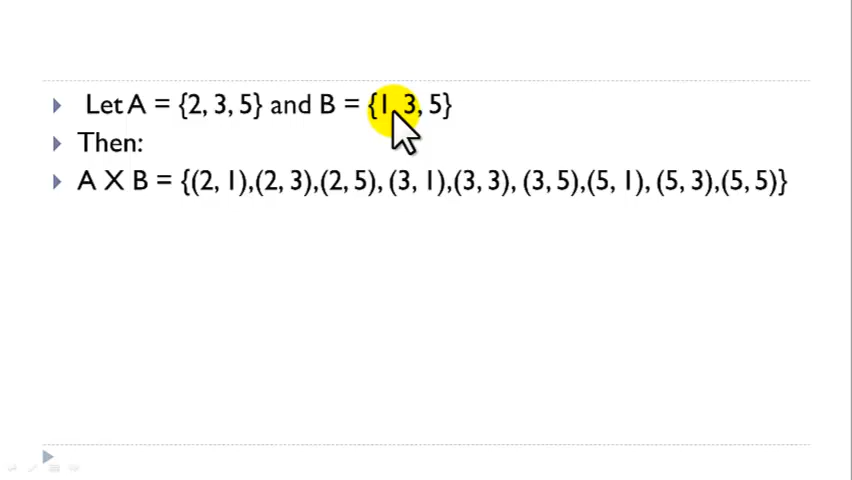 Let A = {2, 3, 5} and B = {1, 3, 5}
Then:
A X B = {(2, 1),(2, 3),(2, 5), (3, 1),(3, 3), (3, 5),(5, 1), (5, 3),(5, 5)}